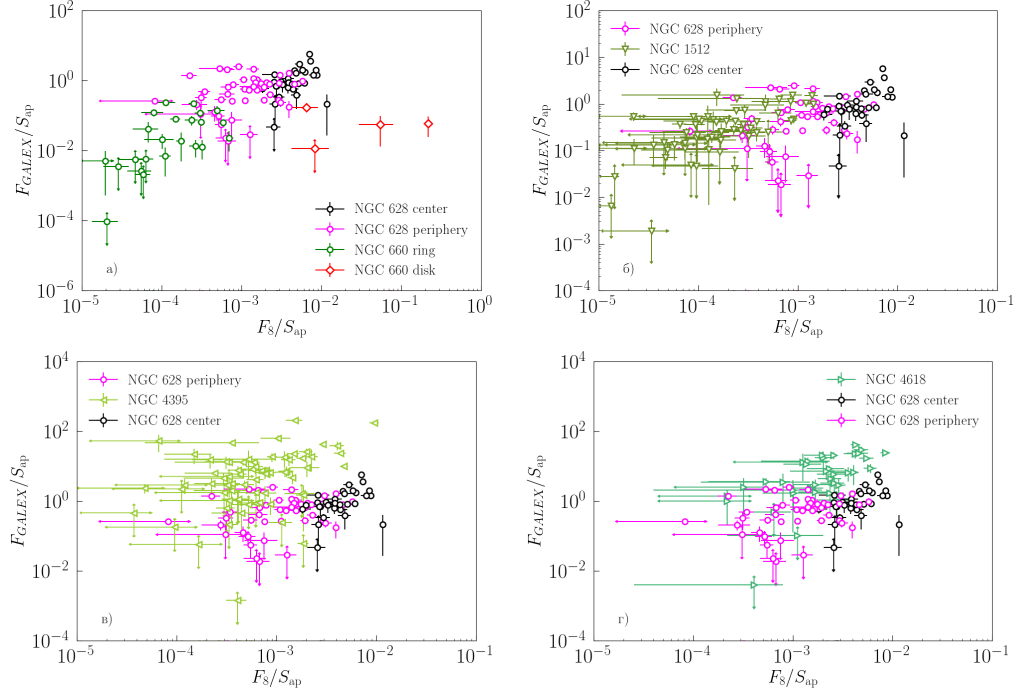 10^2
10^0
10^−2
10^−4
10^−6
F_GALEX/S_ap
NGC 628 center
NGC 628 periphery
NGC 660 ring
NGC 660 disk
а)
10^−5 10^−4 10^−3 10^−2 10^−1 10^0
F_8/S_ap
10^2
10^1
10^0
10^−1
10^−2
10^−3
10^−4
F_GALEX/S_ap
NGC 628 periphery
NGC 1512
NGC 628 center
б)
10^−5 10^−4 10^−3 10^−2 10^−1
F_8/S_ap
10^4
10^2
10^0
10^−2
10^−4
F_GALEX/S_ap
NGC 628 periphery
NGC 4395
NGC 628 center
в)
10^−5 10^−4 10^−3 10^−2 10^−1
F_8/S_ap
10^4
10^2
10^0
10^−2
10^−4
F_GALEX/S_ap
NGC 4618
NGC 628 center
NGC 628 periphery
г)
10^−5 10^−4 10^−3 10^−2 10^−1
F_8/S_ap